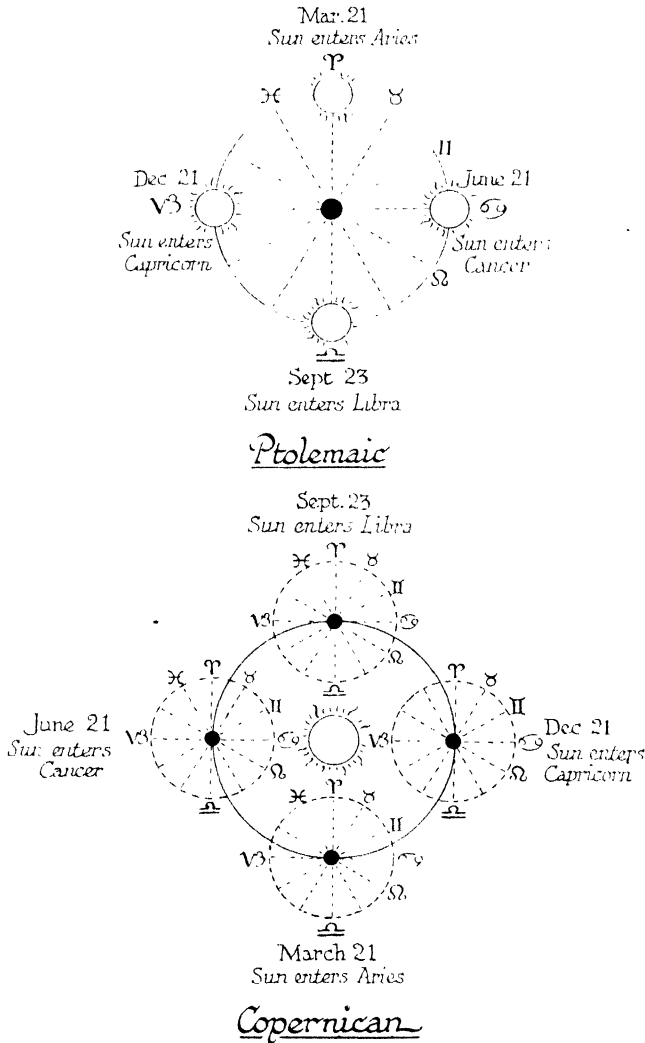 Mar. 21
Sun enters Aries
♈
♓ ♉
♊
Dec 21 June 21
♑ ♋
Sun enters Sun enters
Capricorn Cancer
♌
♎
Sept 23
Sun enters Libra
Ptolemaic
Sept. 23
Sun enters Libra
♓ ♈ ♉
♊
♑ ♋
♌
♎
♓ ♈ ♉ ♈ ♉
♊ ♊
June 21 ♑ ♋ ♑ ♋ Dec 21
Sun enters Sun enters
Cancer ♌ ♌ Capricorn
♎ ♎
♓ ♈ ♉
♊
♑ ♋
♌
♎
March 21
Sun enters Aries
Copernican